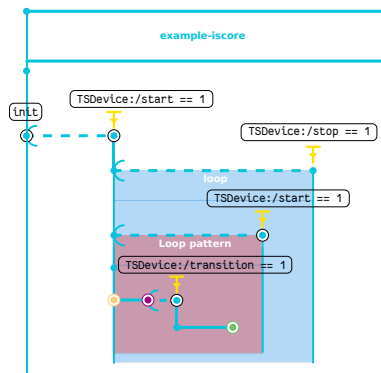 example-iscore
TSDevice:/start == 1
init
TSDevice:/stop == 1
loop
TSDevice:/start == 1
Loop pattern
TSDevice:/transition == 1